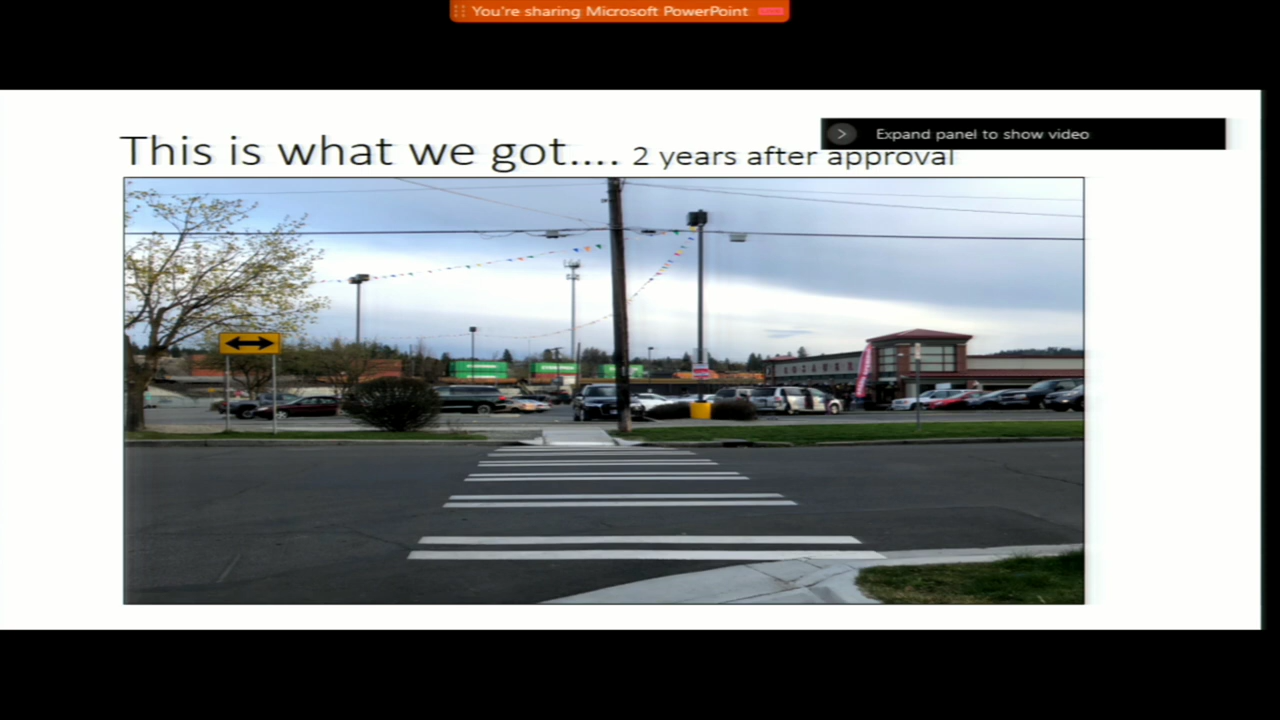 You're sharing Microsoft PowerPoint
Expand panel to show video
This is what we got.... 2 years after approval